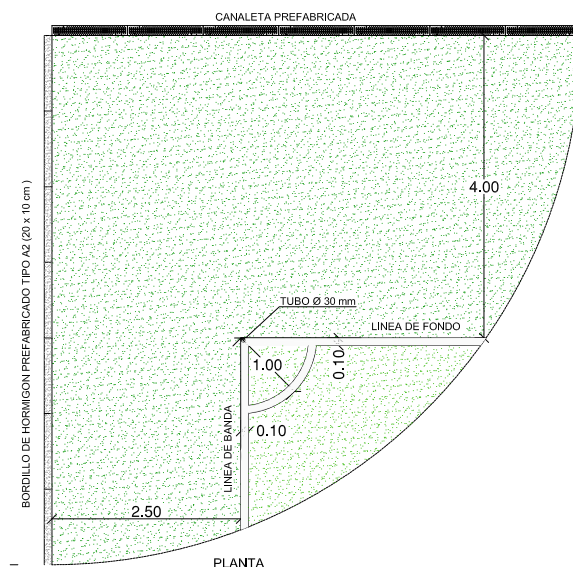 CANALETA PREFABRICADA
4.00
BORDILLO DE HORMIGON PREFABRICADO TIPO A2 (20 x 10 cm )
TUBO Ø 30 mm
LINEA DE FONDO
1.00
0.10
LINEA DE BANDA
0.10
2.50
PLANTA